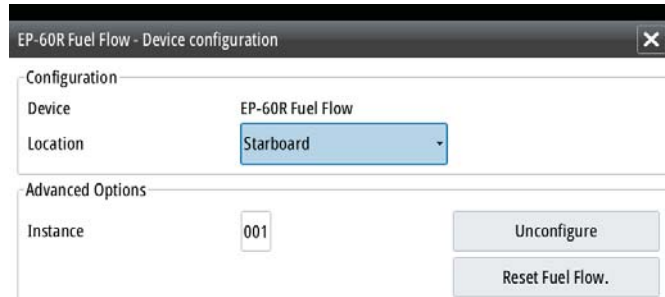 EP-60R Fuel Flow - Device configuration
Configuration
Device EP-60R Fuel Flow
Location Starboard
Advanced Options
Instance 001 Unconfigure
Reset Fuel Flow.